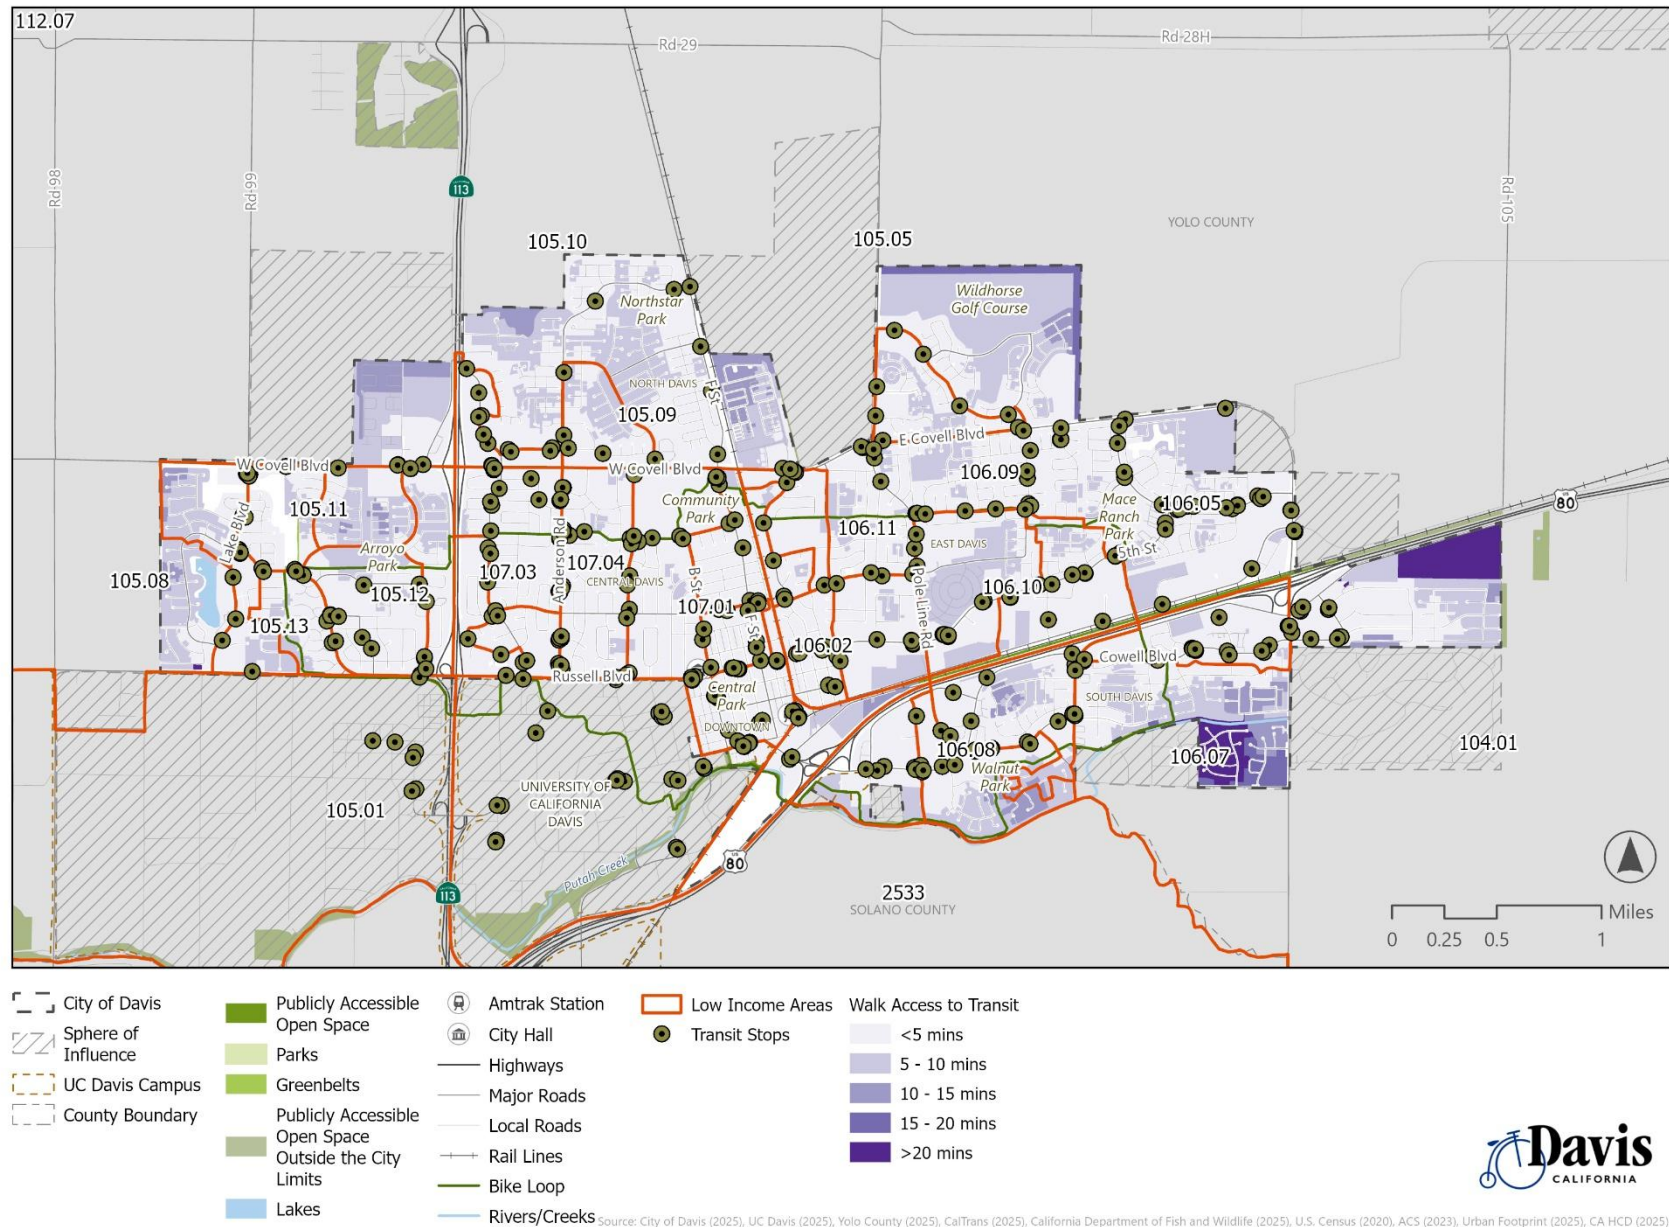 112.07
Rd 29
Rd 28H
Rd 98
Rd 99
113
Rd 105
YOLO COUNTY
105.10
105.05
Northstar
Park
Wildhorse
Golf Course
NORTH DAVIS
F St
105.09
E Covell Blvd
W Covell Blvd
W Covell Blvd
106.09
105.11
Lake Blvd
Community
Park
Mace
Ranch
Park
106.05
80
106.11
Arroyo
Park
Anderson Rd
EAST DAVIS
5th St
105.08
107.03
107.04
CENTRAL DAVIS
105.12
B St
Pole Line Rd
106.10
107.01
F St
105.13
106.02
Russell Blvd
Cowell Blvd
Central
Park
SOUTH DAVIS
DOWNTOWN
106.08
106.07
104.01
Walnut
Park
UNIVERSITY OF
CALIFORNIA
DAVIS
105.01
Putah Creek
80
113
2533
SOLANO COUNTY
Miles
0 0.25 0.5 1
City of Davis
Sphere of
Influence
UC Davis Campus
County Boundary
Publicly Accessible
Open Space
Parks
Greenbelts
Publicly Accessible
Open Space
Outside the City
Limits
Lakes
Amtrak Station
City Hall
Highways
Major Roads
Local Roads
Rail Lines
Bike Loop
Rivers/Creeks
Low Income Areas
Transit Stops
Walk Access to Transit
<5 mins
5 - 10 mins
10 - 15 mins
15 - 20 mins
>20 mins
Davis
CALIFORNIA
Source: City of Davis (2025), UC Davis (2025), Yolo County (2025), CalTrans (2025), California Department of Fish and Wildlife (2025), U.S. Census (2020), ACS (2023), Urban Footprint (2025), CA HCD (2025)